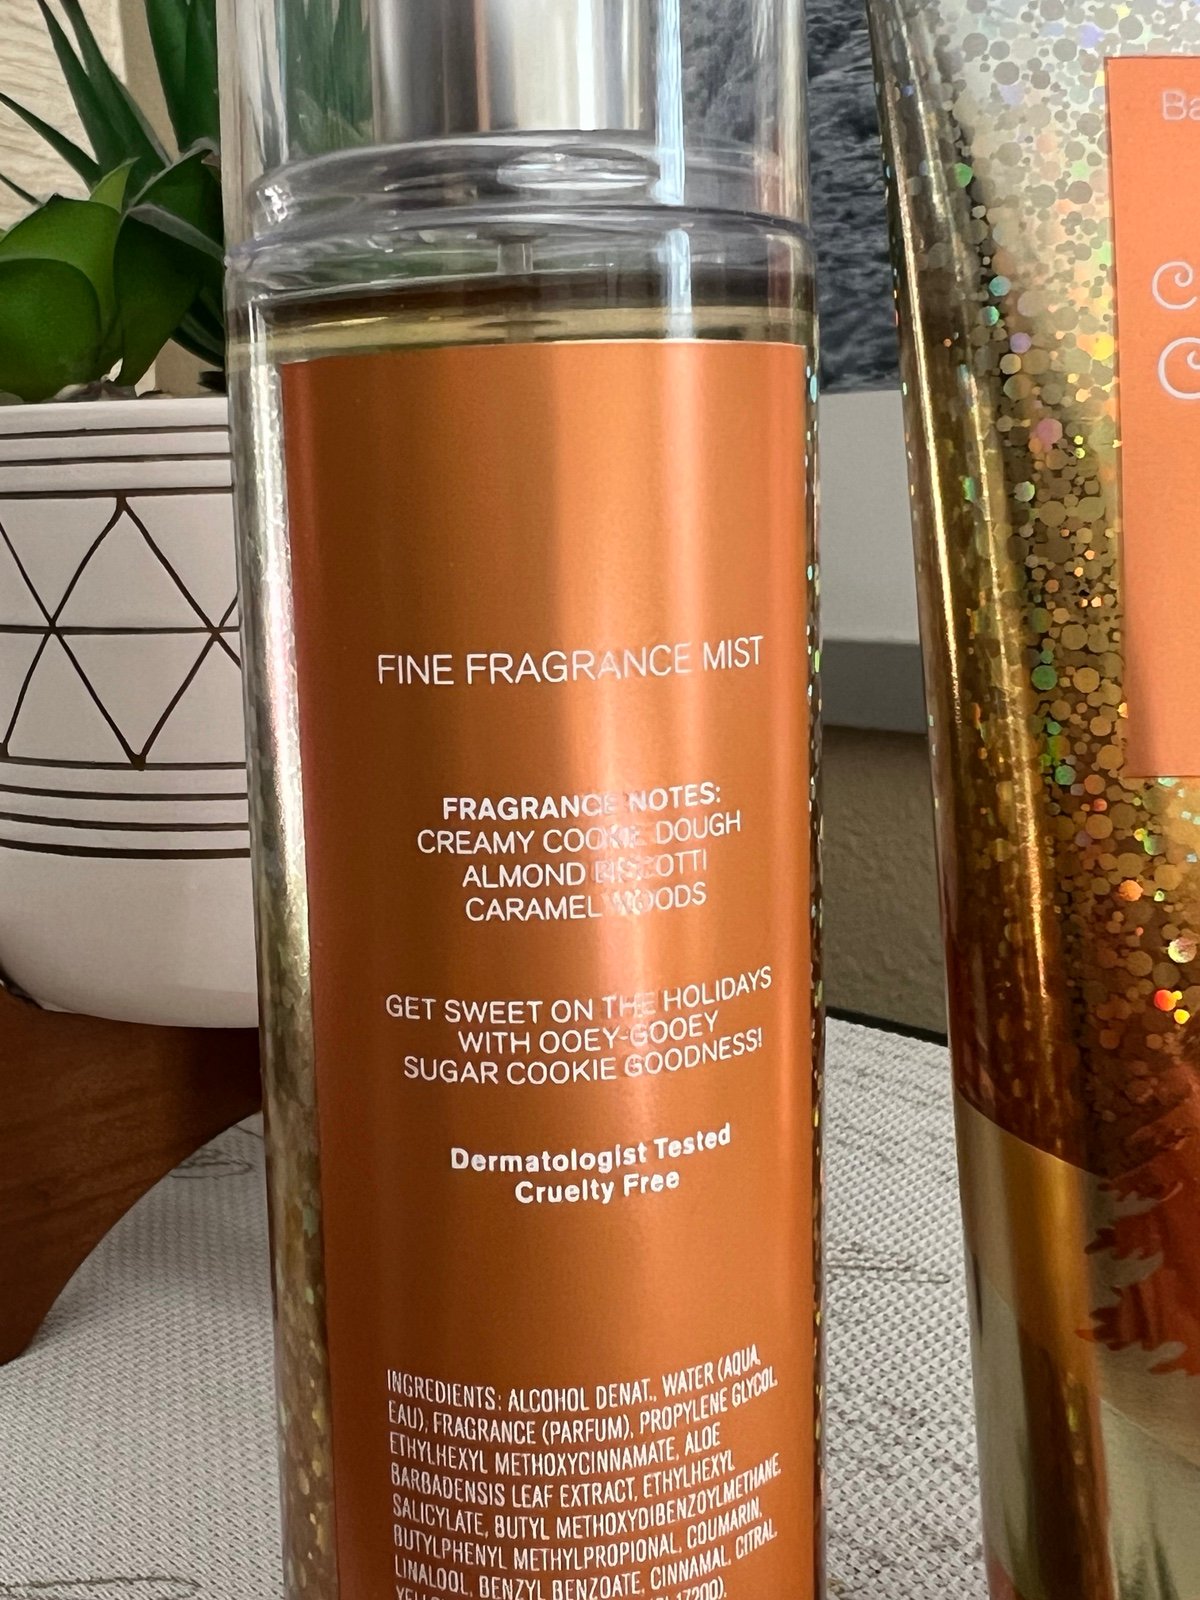 FINE FRAGRANCE MIST
FRAGRANCE NOTES:
CREAMY COOKIE DOUGH
ALMOND BISCOTTI
CARAMEL WOODS
GET SWEET ON THE HOLIDAYS
WITH OOEY-GOOEY
SUGAR COOKIE GOODNESS!
Dermatologist Tested
Cruelty Free
INGREDIENTS: ALCOHOL DENAT., WATER (AQUA,
EAU), FRAGRANCE (PARFUM), PROPYLENE GLYCOL,
ETHYLHEXYL METHOXYCINNAMATE, ALOE
BARBADENSIS LEAF EXTRACT, ETHYLHEXYL
SALICYLATE, BUTYL METHOXYDIBENZOYLMETHANE,
BUTYLPHENYL METHYLPROPIONAL, COUMARIN,
LINALOOL, BENZYL BENZOATE, CINNAMAL, CITRAL,
17200).
Ba
C
C